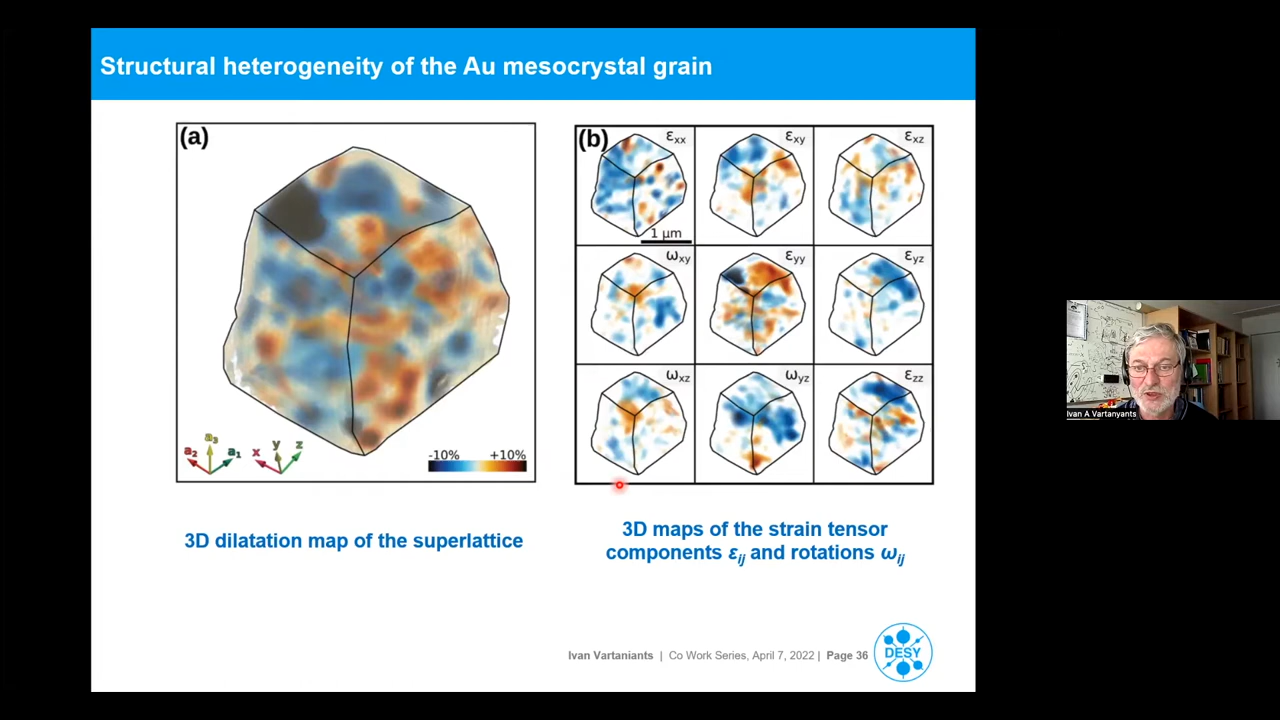 Structural heterogeneity of the Au mesocrystal grain
(a)
a₃
a₂
a₁
x
y
z
-10% +10%
(b)
εxx
εxy
εxz
1 μm
ωxy
εyy
εyz
ωxz
ωyz
εzz
3D dilatation map of the superlattice
3D maps of the strain tensor
components εij and rotations ωij
Ivan Vartaniants | Co Work Series, April 7, 2022 | Page 36
DESY
Ivan A Vartanyants